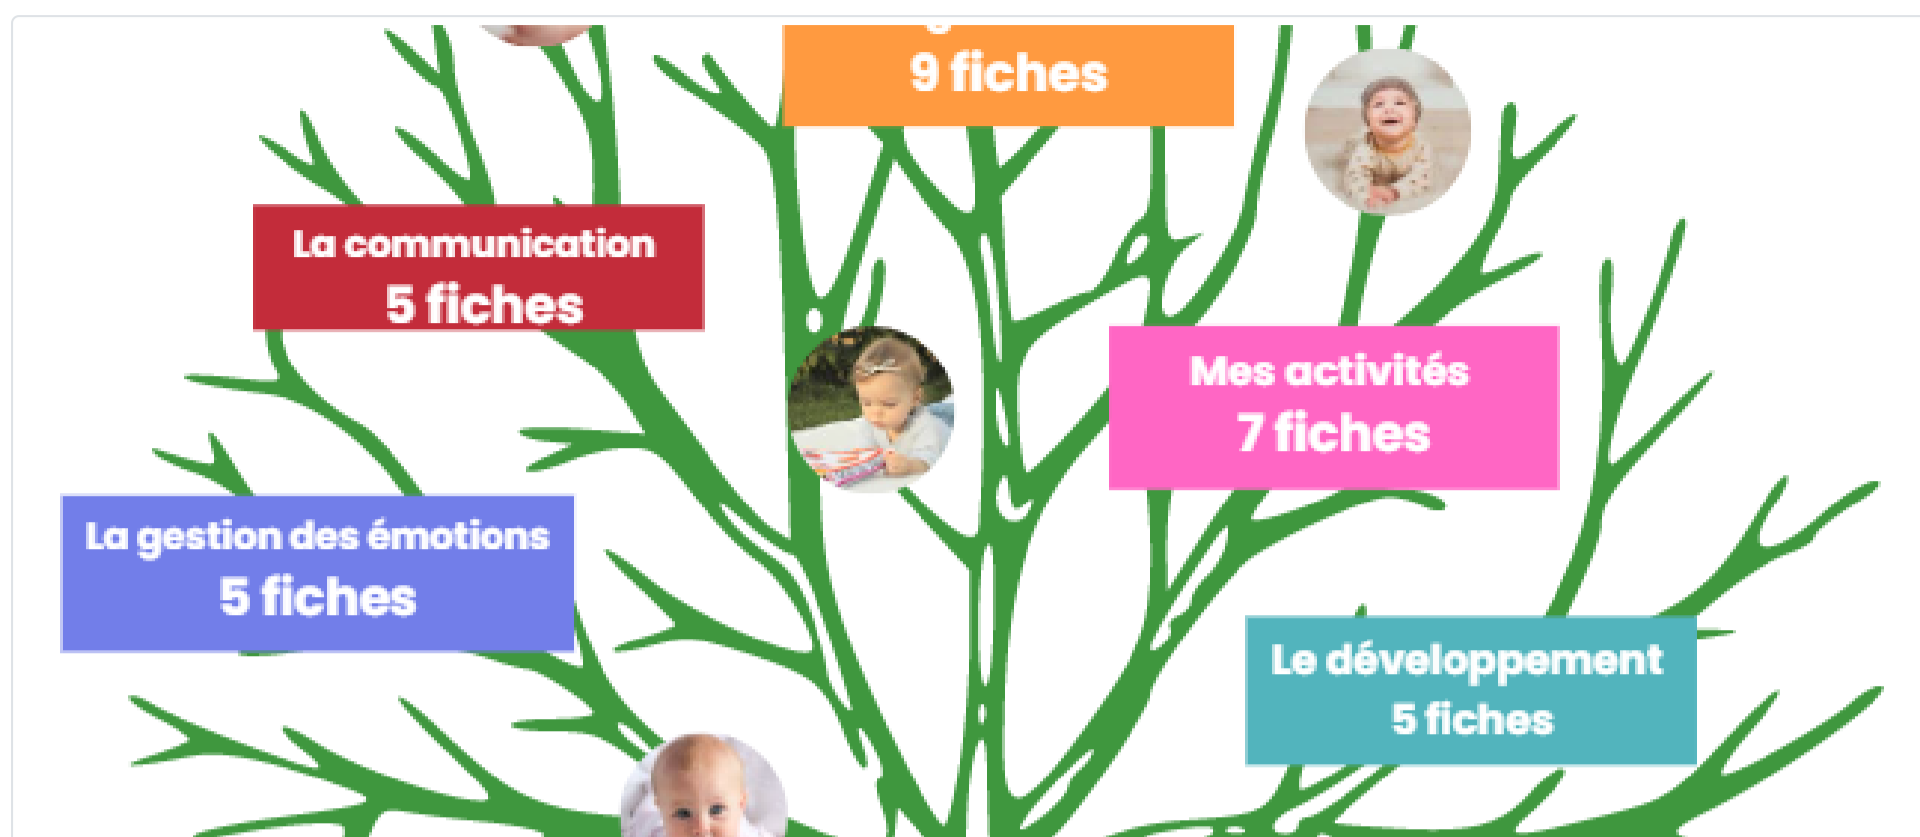 9 fiches
La communication
5 fiches
Mes activités
7 fiches
La gestion des émotions
5 fiches
Le développement
5 fiches